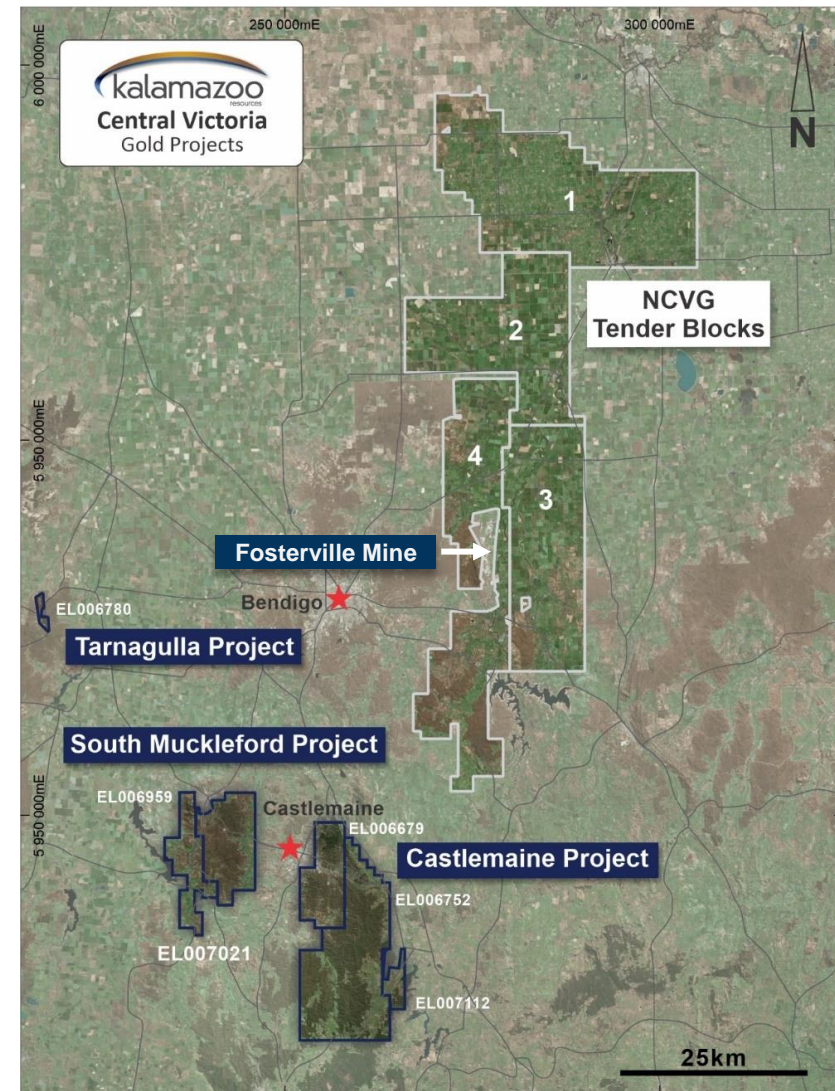 250 000mE
300 000mE
6 000 000mE
kalamazoo
resources
Central Victoria
Gold Projects
N
1
NCVG
Tender Blocks
2
5 950 000mE
4
3
Fosterville Mine
Bendigo
EL006780
Tarnagulla Project
South Muckleford Project
EL006959
Castlemaine
EL006679
5 950 000mE
Castlemaine Project
EL006752
EL007021
EL007112
25km